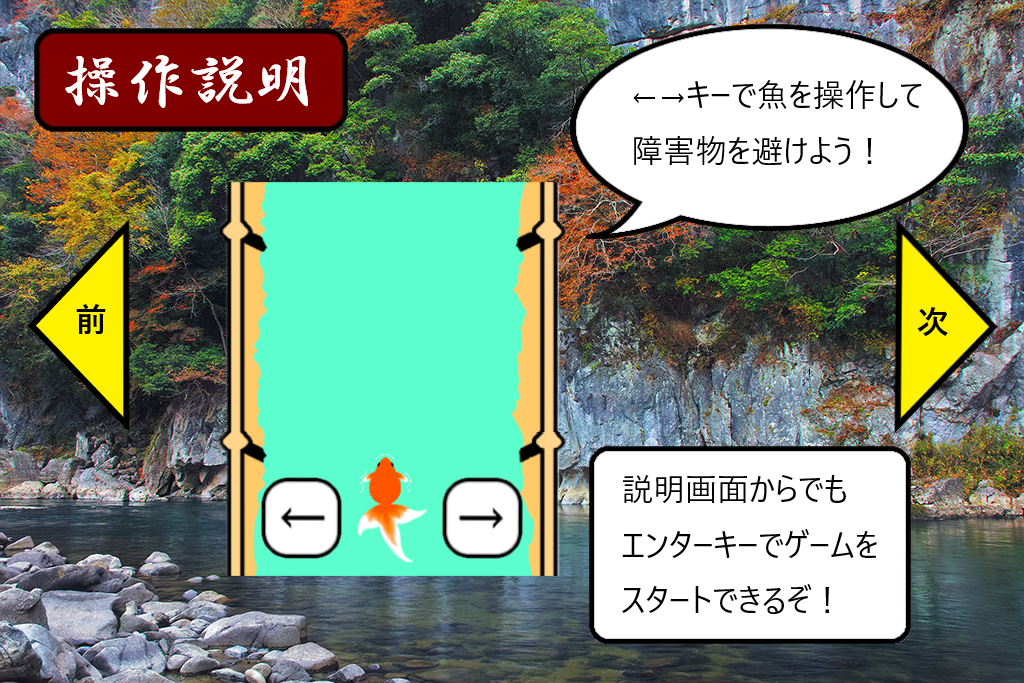 操作説明
←→キーで魚を操作して
障害物を避けよう！
前
次
← →
説明画面からでも
エンターキーでゲームを
スタートできるぞ！